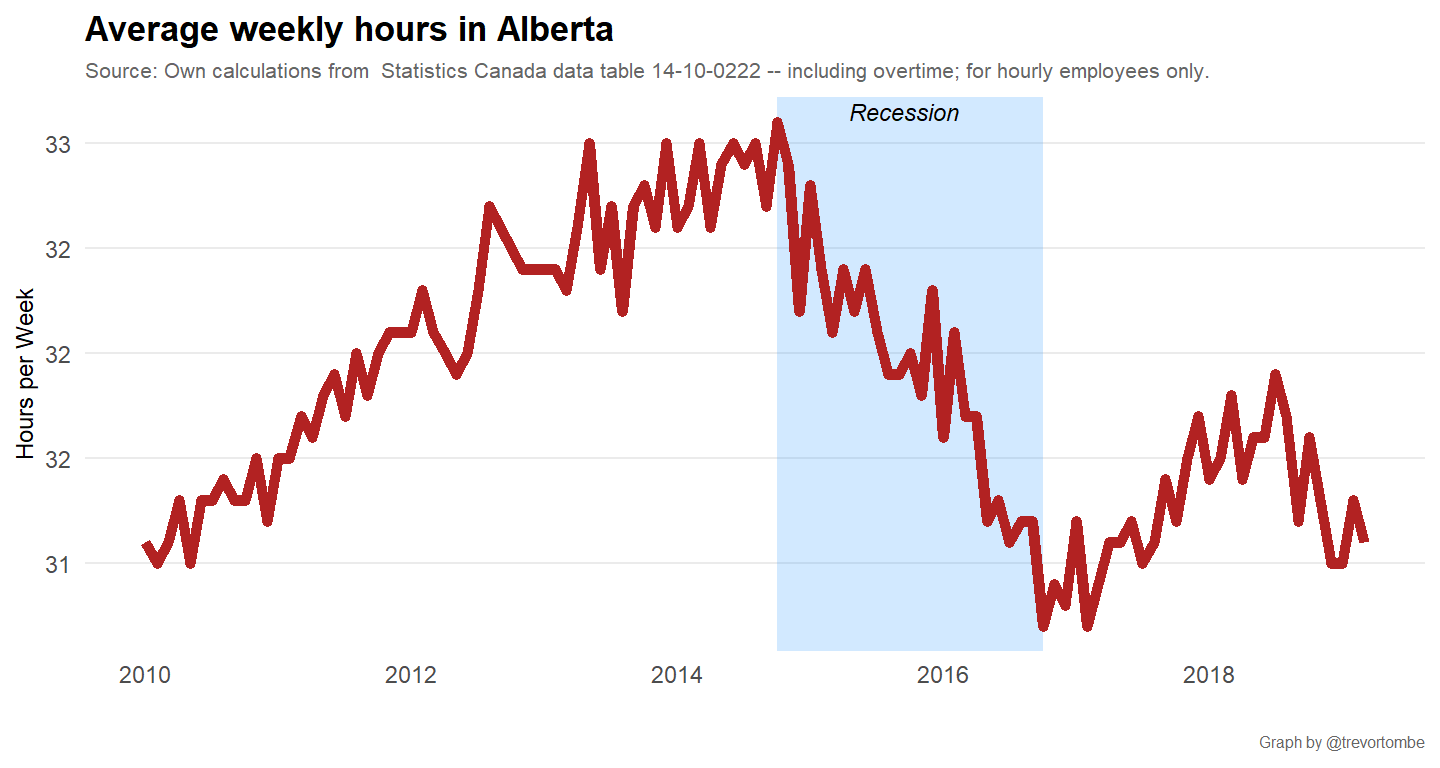 Average weekly hours in Alberta
Source: Own calculations from  Statistics Canada data table 14-10-0222 -- including overtime; for hourly employees only.
Recession
33
32
32
32
31
Hours per Week
2010 2012 2014 2016 2018
Graph by @trevortombe